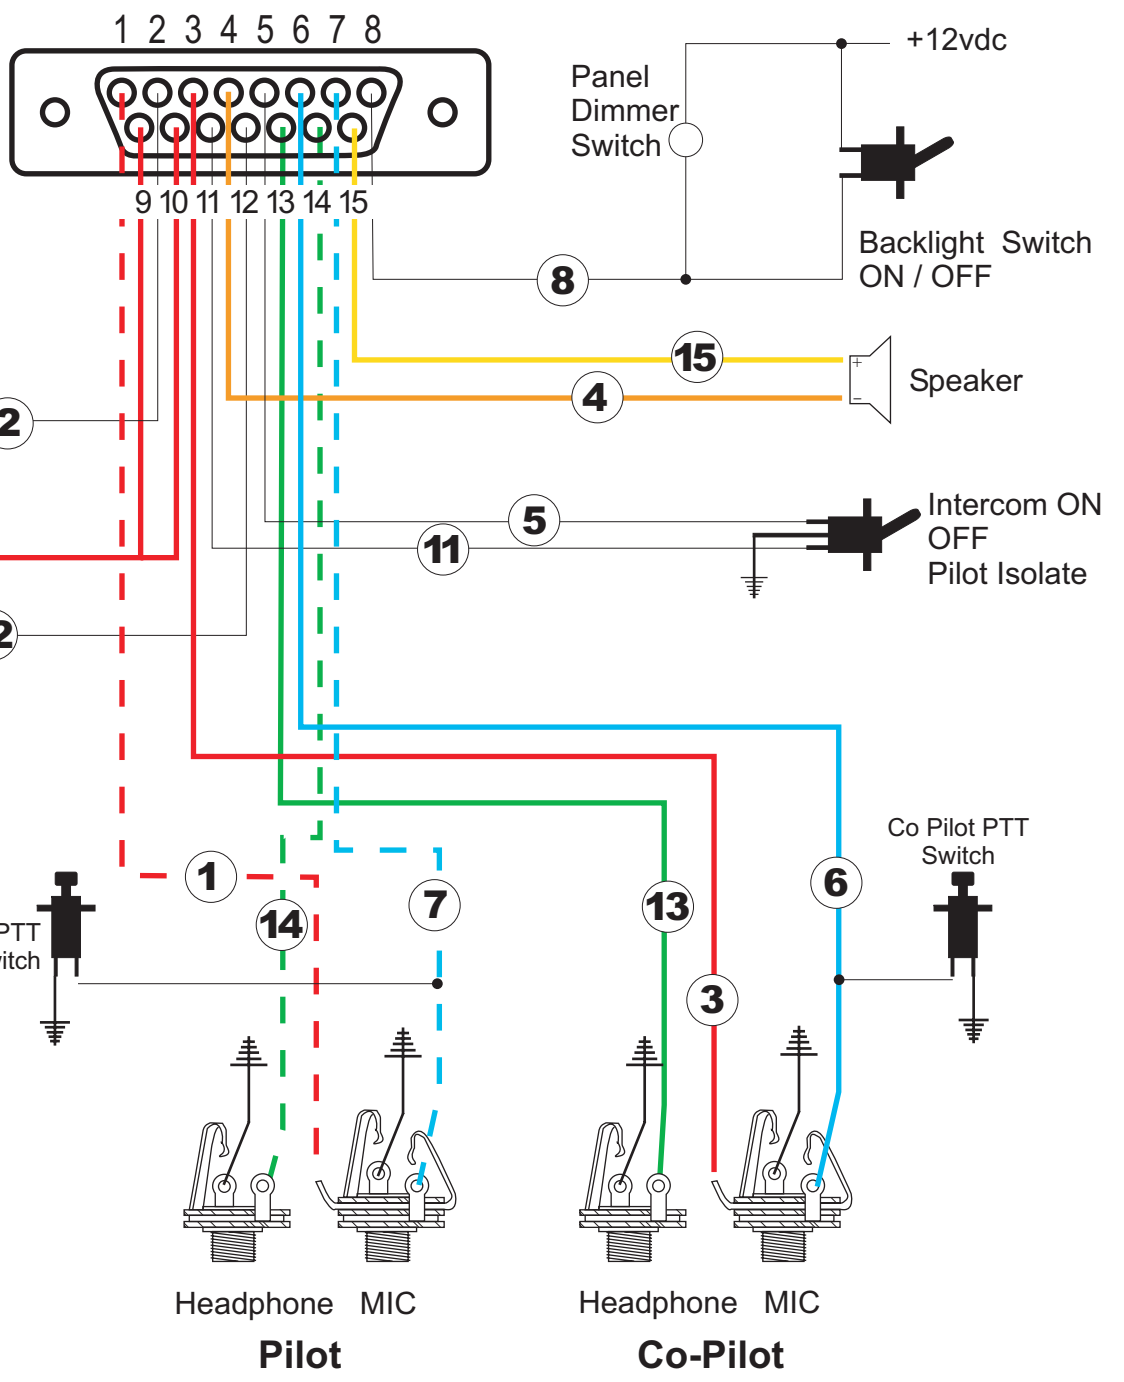 1 2 3 4 5 6 7 8
9 10 11 12 13 14 15
+12vdc
Panel
Dimmer
Switch
Backlight Switch
ON / OFF
8
15
+
Speaker
4
−
2
5
Intercom ON
OFF
Pilot Isolate
11
2
Co Pilot PTT
Switch
1
7
6
14
13
PTT
itch
3
Headphone MIC
Headphone MIC
Pilot
Co-Pilot